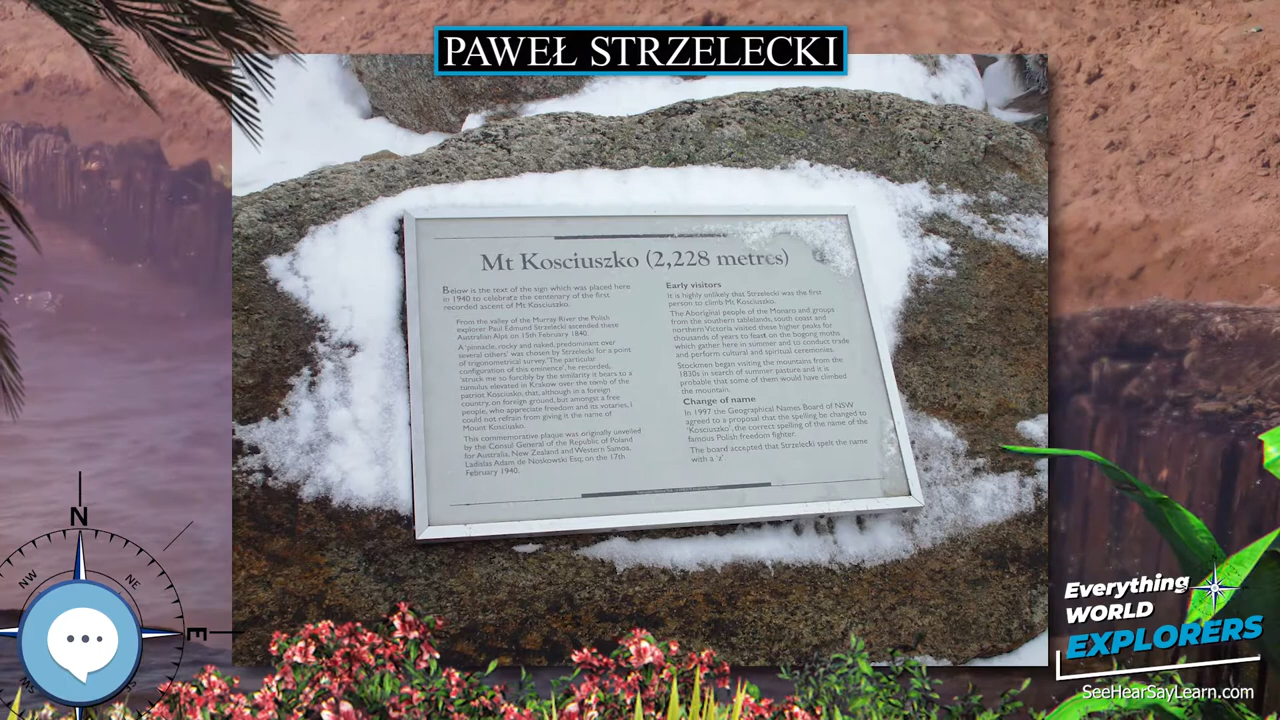 PAWEŁ STRZELECKI
Mt Kosciuszko (2,228 metres)
Below is the text of the sign which was placed here
in 1940 to celebrate the centenary of the first
recorded ascent of Mt Kosciuszko.
From the valley of the Murray River the Polish
explorer Paul Edmund Strzelecki ascended these
Australian Alps on 15th February 1840.
A 'pinnacle, rocky and naked, predominant over
several others' was chosen by Strzelecki for a point
of trigonometrical survey. 'The particular
configuration of this eminence', he recorded,
'struck me so forcibly by the similarity it bears to a
tumulus elevated in Krakow over the tomb of the
patriot Kosciusko, that, although in a foreign
country, on foreign ground, but amongst a free
people, who appreciate freedom and its votaries, I
could not refrain from giving it the name of
Mount Kosciusko.
This commemorative plaque was originally unveiled
by the Consul General of the Republic of Poland
for Australia, New Zealand and Western Samoa,
Ladislas Adam de Noskowski Esq; on the 17th
February 1940.
Early visitors
It is highly unlikely that Strzelecki was the first
person to climb Mt Kosciuszko.
The Aboriginal people of the Monaro and groups
from the southern tablelands, south coast and
northern Victoria visited these higher peaks for
thousands of years to feast on the bogong moths
which gather here in summer and to conduct trade
and perform cultural and spiritual ceremonies.
Stockmen began visiting the mountains from the
1830s in search of summer pasture and it is
probable that some of them would have climbed
the mountain.
Change of name
In 1997 the Geographical Names Board of NSW
agreed to a proposal that the spelling be changed to
'Kosciuszko', the correct spelling of the name of the
famous Polish freedom fighter.
The board accepted that Strzelecki spelt the name
with a 'z'.
N
NW
NE
E
Everything
WORLD
EXPLORERS
SeeHearSayLearn.com